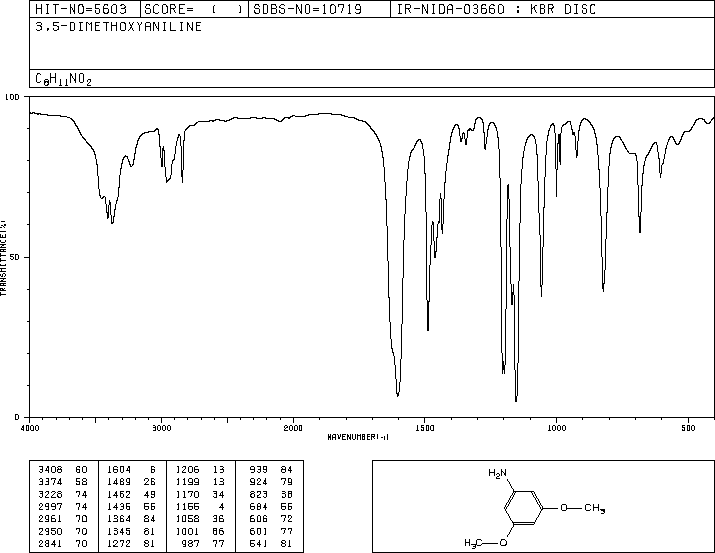 HIT-NO=5603 SCORE= ( ) SDBS-NO=10719 IR-NIDA-03660 : KBR DISC
3,5-DIMETHOXYANILINE
C8H11NO2
100
50
0
TRANSMITTANCE(%)
4000 3000 2000 1500 1000 500
WAVENUMBER(-1)
3408 60 1604 6 1206 13 939 84
3374 58 1489 26 1199 13 924 79
3228 74 1462 49 1170 34 823 38
2997 74 1436 55 1155 4 684 55
2961 70 1364 84 1058 36 606 72
2950 70 1345 81 1001 86 601 77
2841 70 1272 81 987 77 541 81
H2N
O CH3
H3C O